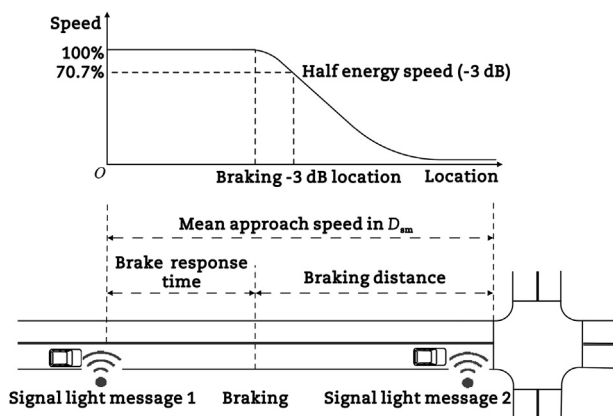 Speed
100%
70.7%
Half energy speed (-3 dB)
O
Braking -3 dB location
Location
Mean approach speed in Dsm
Brake response
time
Braking distance
Signal light message 1
Braking
Signal light message 2